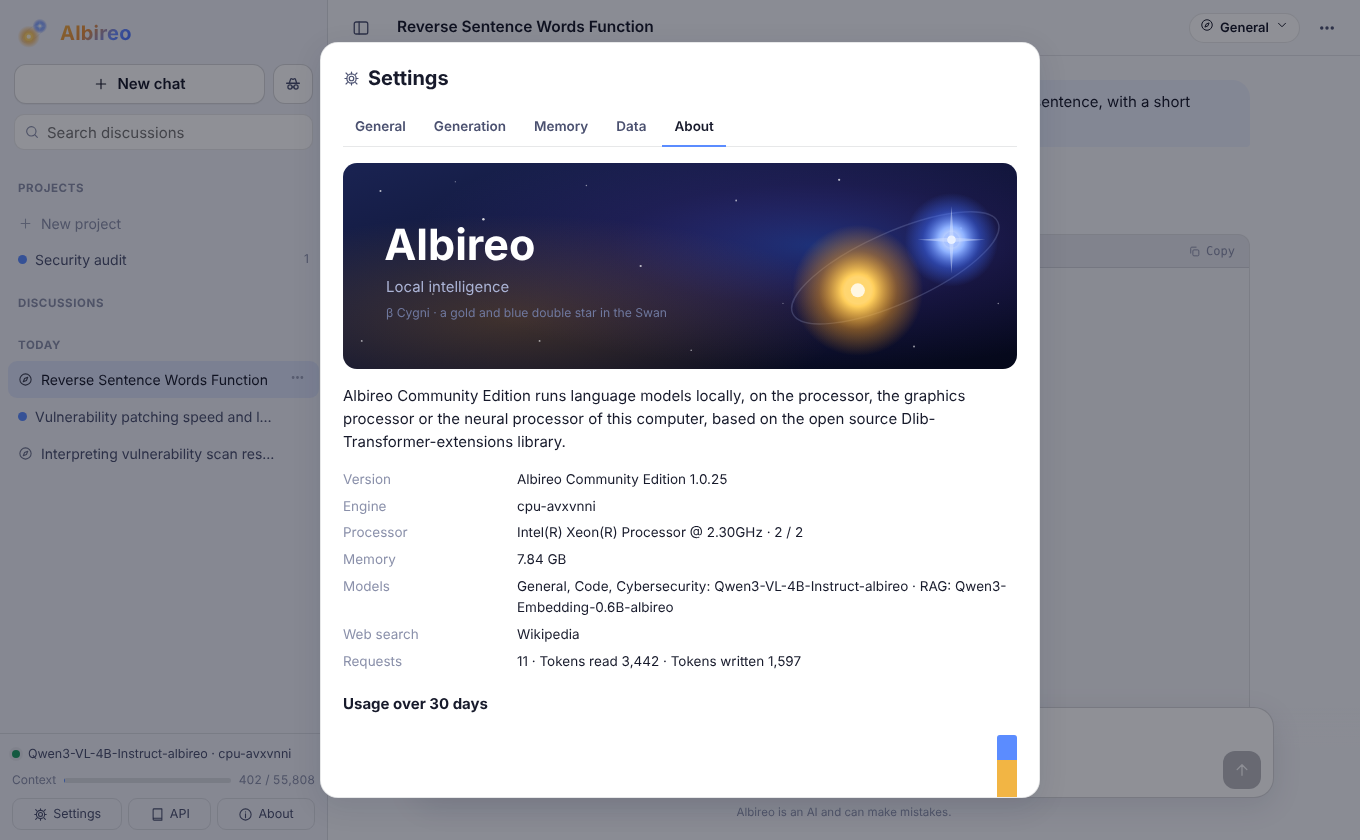 Albireo
New chat
Search discussions
PROJECTS
New project
Security audit 1
DISCUSSIONS
TODAY
Reverse Sentence Words Function
Vulnerability patching speed and l...
Interpreting vulnerability scan res...
Qwen3-VL-4B-Instruct-albireo · cpu-avxvnni
Context 402 / 55,808
Settings
API
About
Reverse Sentence Words Function
General
entence, with a short
Copy
Settings
General
Generation
Memory
Data
About
Albireo
Local intelligence
β Cygni · a gold and blue double star in the Swan
Albireo Community Edition runs language models locally, on the processor, the graphics
processor or the neural processor of this computer, based on the open source Dlib-
Transformer-extensions library.
Version Albireo Community Edition 1.0.25
Engine cpu-avxvnni
Processor Intel(R) Xeon(R) Processor @ 2.30GHz · 2 / 2
Memory 7.84 GB
Models General, Code, Cybersecurity: Qwen3-VL-4B-Instruct-albireo · RAG: Qwen3-
Embedding-0.6B-albireo
Web search Wikipedia
Requests 11 · Tokens read 3,442 · Tokens written 1,597
Usage over 30 days
Albireo is an AI and can make mistakes.